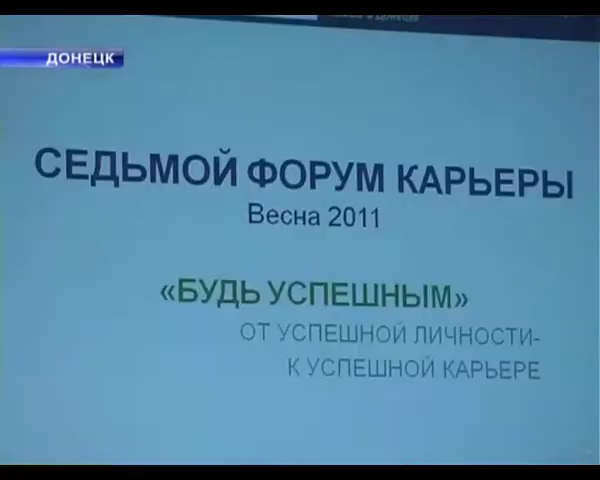 ДОНЕЦК
СЕДЬМОЙ ФОРУМ КАРЬЕРЫ
Весна 2011
«БУДЬ УСПЕШНЫМ»
ОТ УСПЕШНОЙ ЛИЧНОСТИ-
К УСПЕШНОЙ КАРЬЕРЕ